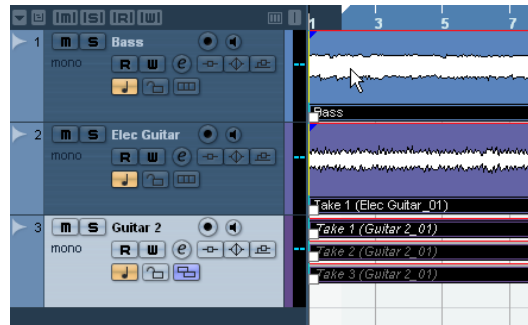 [m] [S] [R] [W] 1 3 5 7
1 m S Bass
mono R W e
Bass
2 m S Elec Guitar
mono R W e
Take 1 (Elec Guitar_01)
3 m S Guitar 2
Take 1 (Guitar 2_01)
mono R W e
Take 2 (Guitar 2_01)
Take 3 (Guitar 2_01)